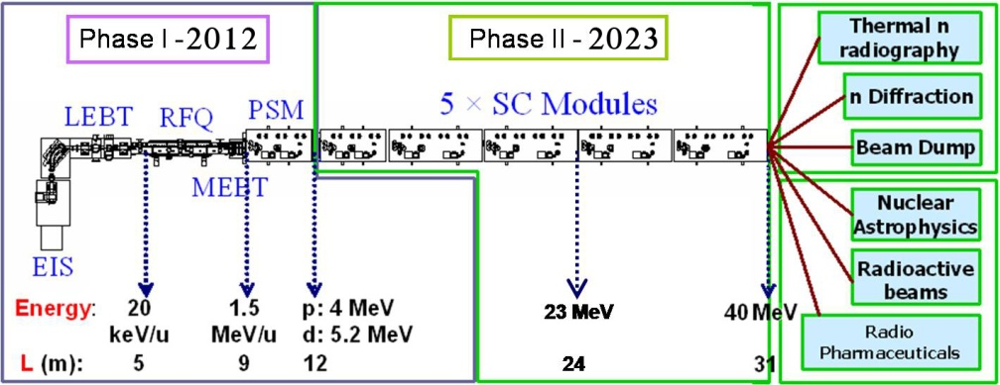 Phase I - 2012
Phase II - 2023
Thermal n
radiography
n Diffraction
Beam Dump
Nuclear
Astrophysics
Radioactive
beams
Radio
Pharmaceuticals
5 × SC Modules
LEBT
RFQ
PSM
MEBT
EIS
Energy: 20 1.5 p: 4 MeV 23 MeV 40 MeV
keV/u MeV/u d: 5.2 MeV
L (m): 5 9 12 24 31